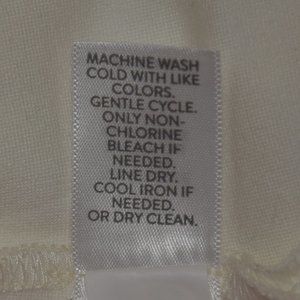 MACHINE WASH
COLD WITH LIKE
COLORS.
GENTLE CYCLE.
ONLY NON-
CHLORINE
BLEACH IF
NEEDED.
LINE DRY.
COOL IRON IF
NEEDED.
OR DRY CLEAN.